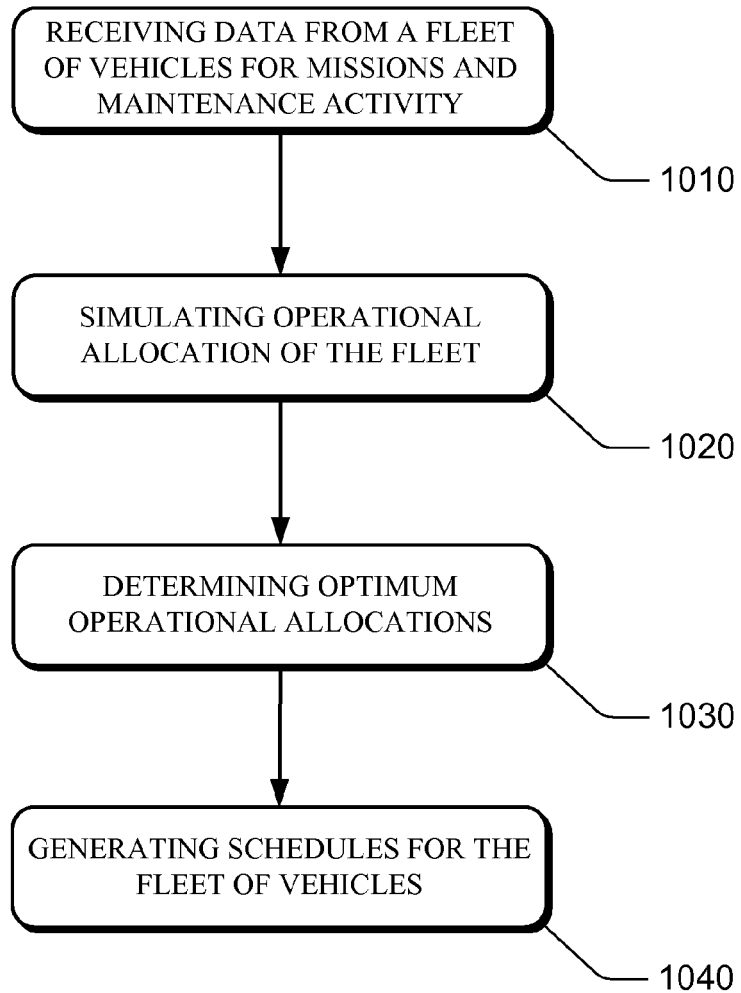 RECEIVING DATA FROM A FLEET
OF VEHICLES FOR MISSIONS AND
MAINTENANCE ACTIVITY
1010
SIMULATING OPERATIONAL
ALLOCATION OF THE FLEET
1020
DETERMINING OPTIMUM
OPERATIONAL ALLOCATIONS
1030
GENERATING SCHEDULES FOR THE
FLEET OF VEHICLES
1040